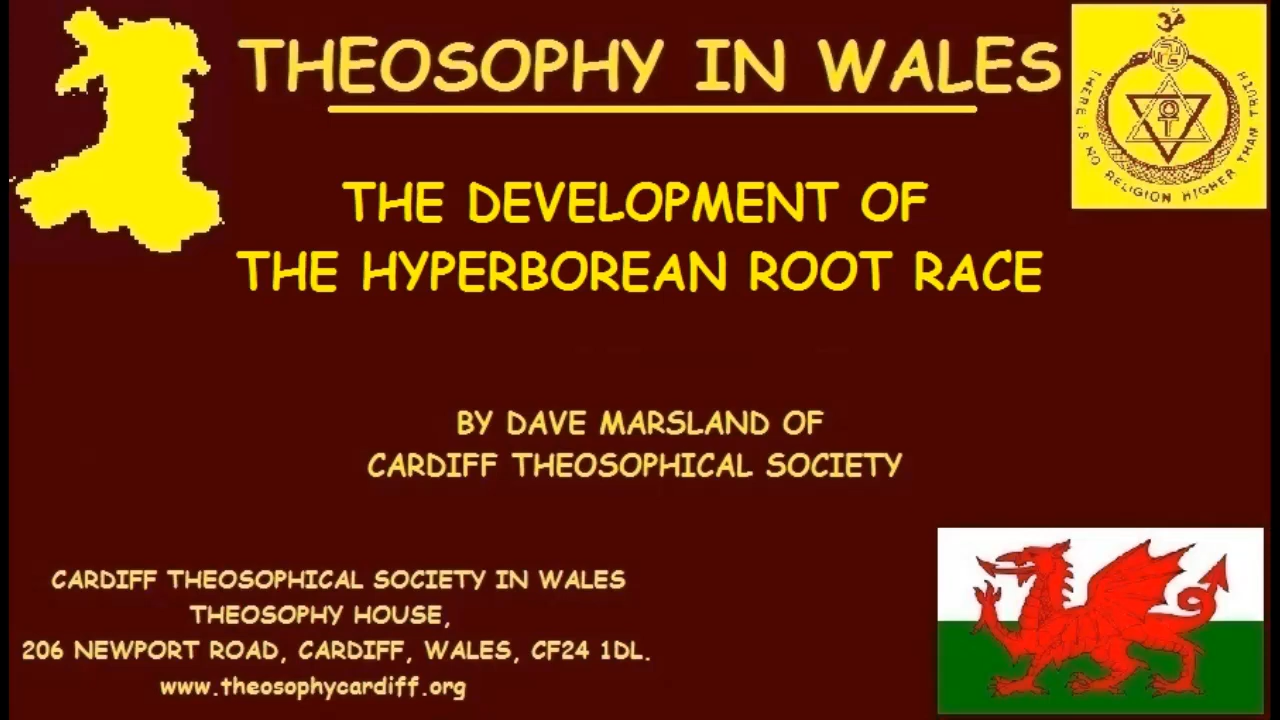 THEOSOPHY IN WALES
ॐ
THERE IS NO RELIGION HIGHER THAN TRUTH
THE DEVELOPMENT OF
THE HYPERBOREAN ROOT RACE
BY DAVE MARSLAND OF
CARDIFF THEOSOPHICAL SOCIETY
CARDIFF THEOSOPHICAL SOCIETY IN WALES
THEOSOPHY HOUSE,
206 NEWPORT ROAD, CARDIFF, WALES, CF24 1DL.
www.theosophycardiff.org